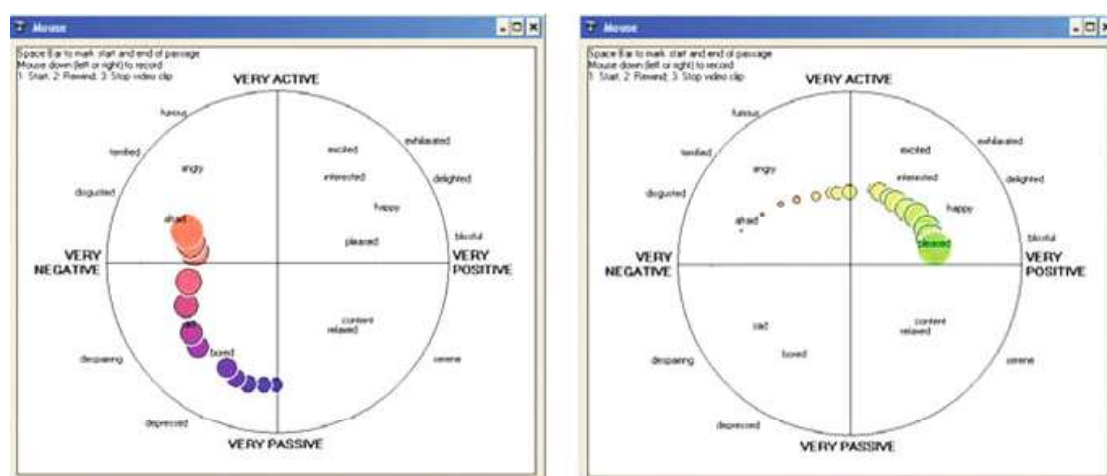 Mouse
Space Bar to mark start and end of passage
Mouse down (left or right) to record
1: Start; 2: Rewind; 3: Stop video clip
VERY ACTIVE
furious
exhilarated
terrified
excited
angry
interested
delighted
disgusted
happy
afraid
pleased
blissful
VERY NEGATIVE
VERY POSITIVE
content
relaxed
bored
despairing
serene
depressed
VERY PASSIVE
Mouse
Space Bar to mark start and end of passage
Mouse down (left or right) to record
1: Start; 2: Rewind; 3: Stop video clip
VERY ACTIVE
furious
exhilarated
terrified
excited
angry
interested
delighted
disgusted
happy
afraid
pleased
blissful
VERY NEGATIVE
VERY POSITIVE
content
sad
relaxed
bored
despairing
serene
depressed
VERY PASSIVE